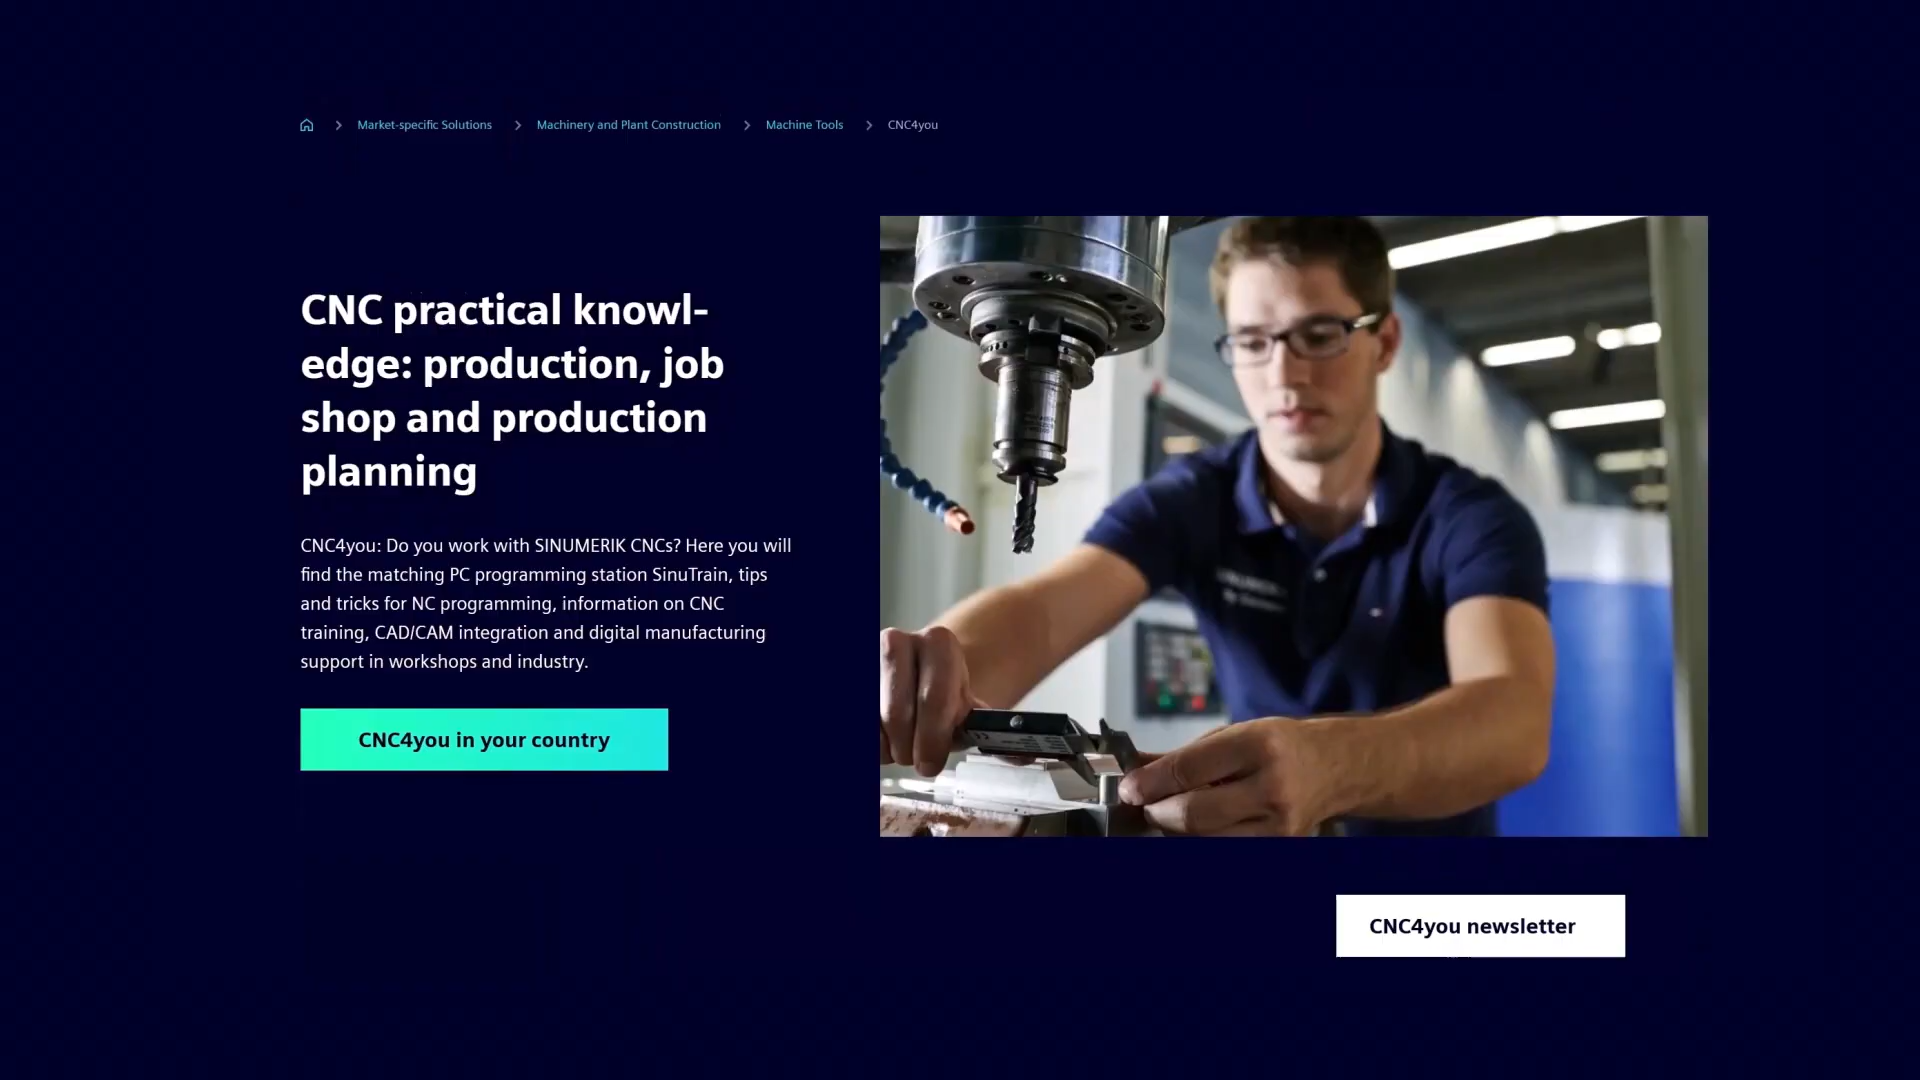 Market-specific Solutions
Machinery and Plant Construction
Machine Tools
CNC4you
CNC practical knowl-
edge: production, job
shop and production
planning
CNC4you: Do you work with SINUMERIK CNCs? Here you will
find the matching PC programming station SinuTrain, tips
and tricks for NC programming, information on CNC
training, CAD/CAM integration and digital manufacturing
support in workshops and industry.
CNC4you in your country
CNC4you newsletter